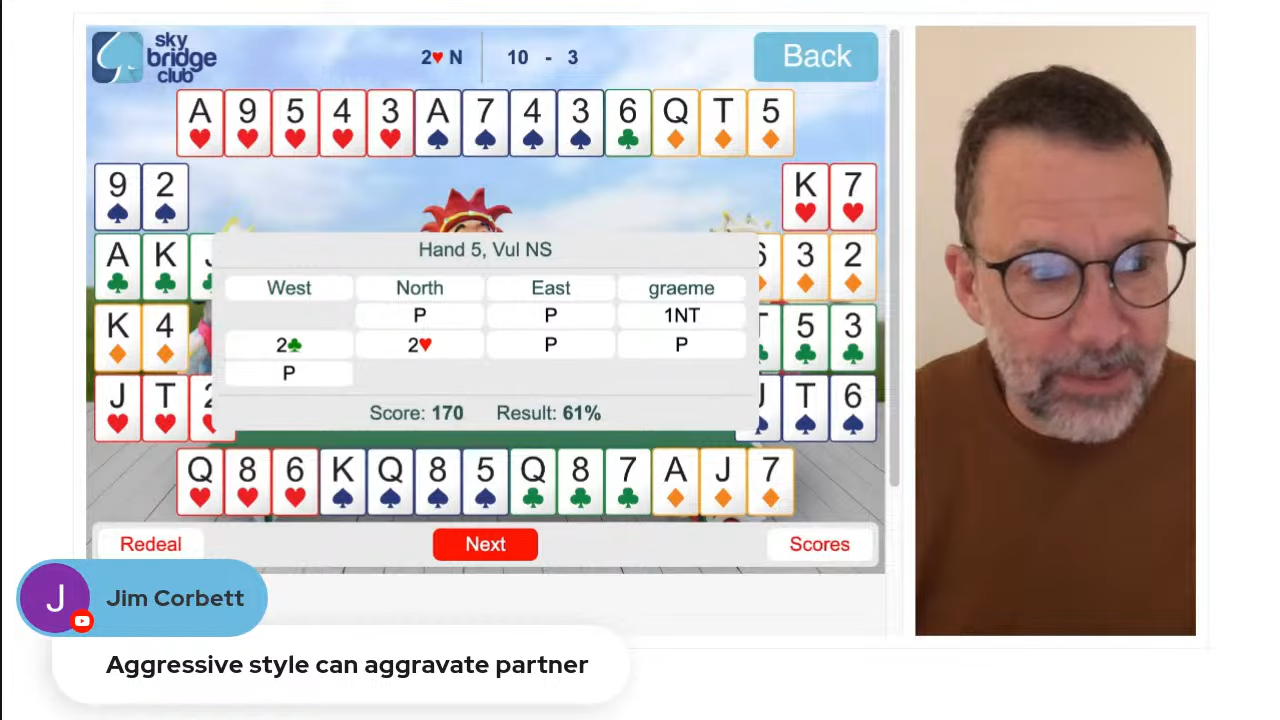 sky
bridge
club
2♥ N
10 - 3
Back
A 9 5 4 3 A 7 4 3 6 Q T 5
9 2
K 7
A K
3 2
K 4
5 3
J T
T 6
Hand 5, Vul NS
West North East graeme
P P 1NT
2♣ 2♥ P P
P
Score: 170 Result: 61%
Q 8 6 K Q 8 5 Q 8 7 A J 7
Redeal
Next
Scores
J
Jim Corbett
Aggressive style can aggravate partner